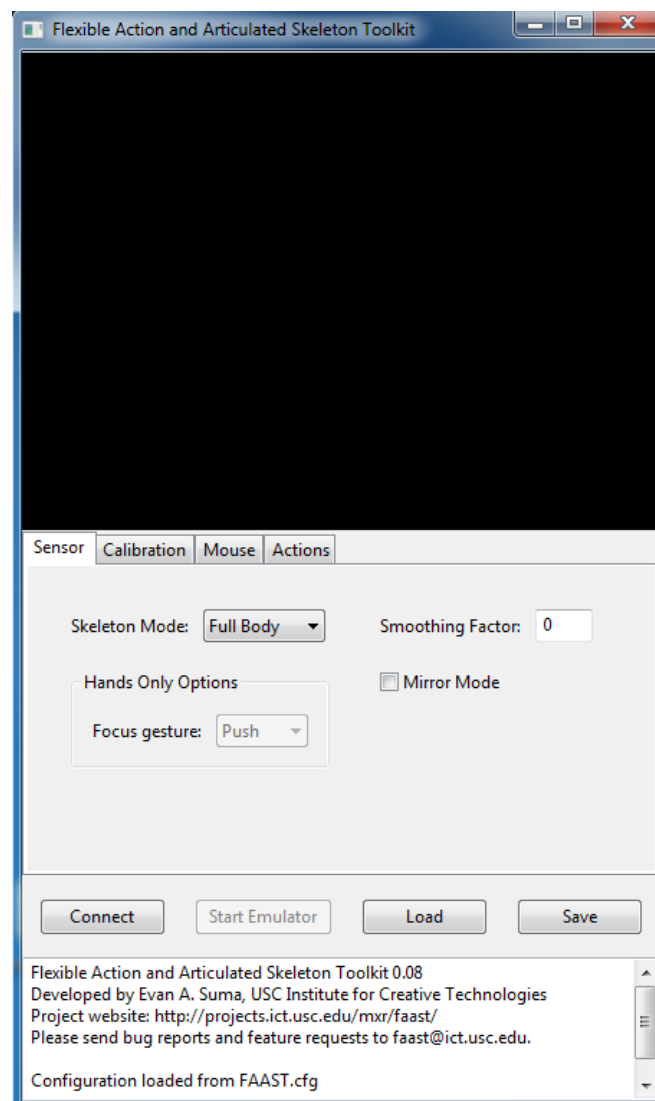 Flexible Action and Articulated Skeleton Toolkit
Sensor Calibration Mouse Actions
Skeleton Mode: Full Body Smoothing Factor: 0
Hands Only Options Mirror Mode
Focus gesture: Push
Connect Start Emulator Load Save
Flexible Action and Articulated Skeleton Toolkit 0.08
Developed by Evan A. Suma, USC Institute for Creative Technologies
Project website: http://projects.ict.usc.edu/mxr/faast/
Please send bug reports and feature requests to faast@ict.usc.edu.
Configuration loaded from FAAST.cfg